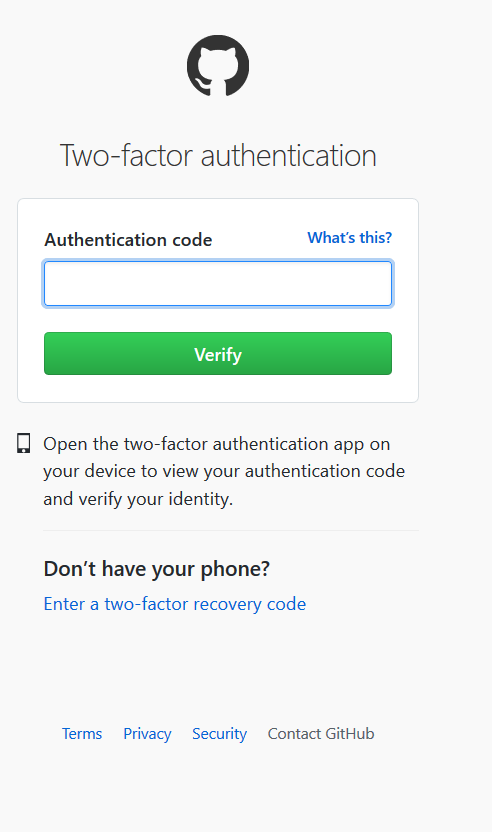 Two-factor authentication
Authentication code What’s this?
Verify
Open the two-factor authentication app on
your device to view your authentication code
and verify your identity.
Don’t have your phone?
Enter a two-factor recovery code
Terms Privacy Security Contact GitHub